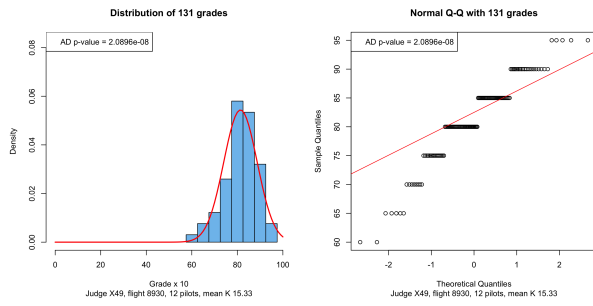 Distribution of 131 grades
AD p-value = 2.0896e-08
Density
0.00 0.02 0.04 0.06 0.08
0 20 40 60 80 100
Grade x 10
Judge X49, flight 8930, 12 pilots, mean K 15.33
Normal Q-Q with 131 grades
AD p-value = 2.0896e-08
Sample Quantiles
60 65 70 75 80 85 90 95
-2 -1 0 1 2
Theoretical Quantiles
Judge X49, flight 8930, 12 pilots, mean K 15.33